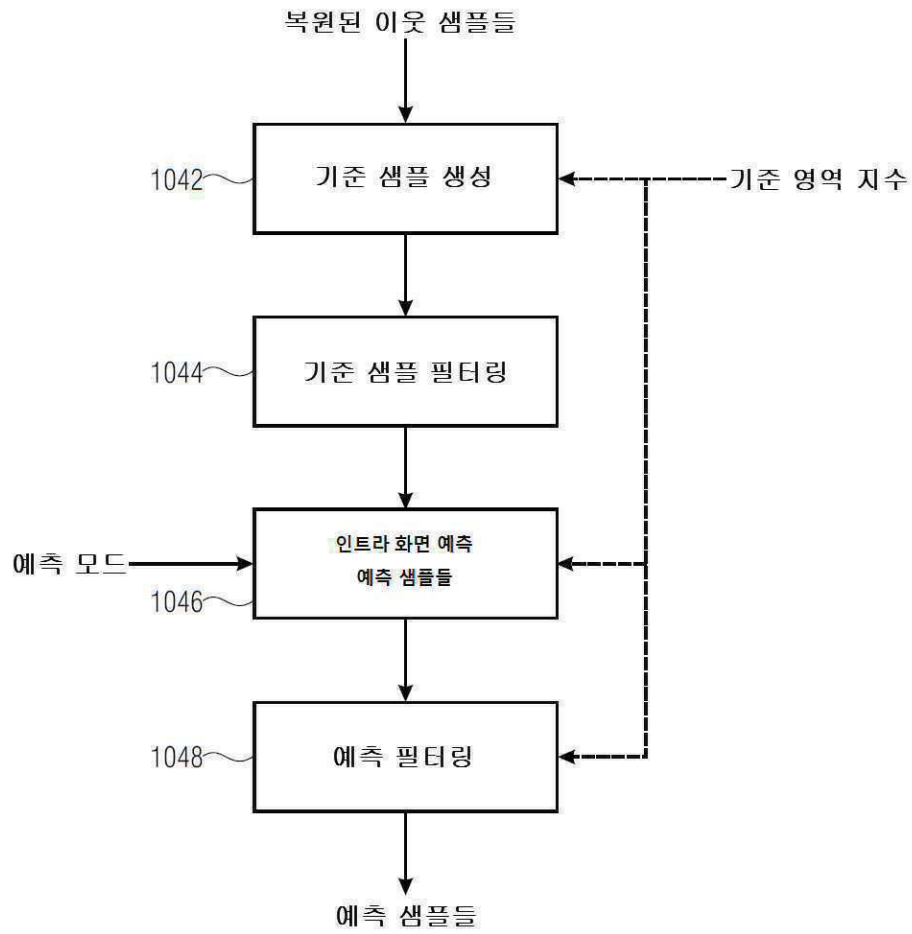 복원된 이웃 샘플들
1042
기준 샘플 생성
기준 영역 지수
1044
기준 샘플 필터링
예측 모드
인트라 화면 예측
예측 샘플들
1046
1048
예측 필터링
예측 샘플들